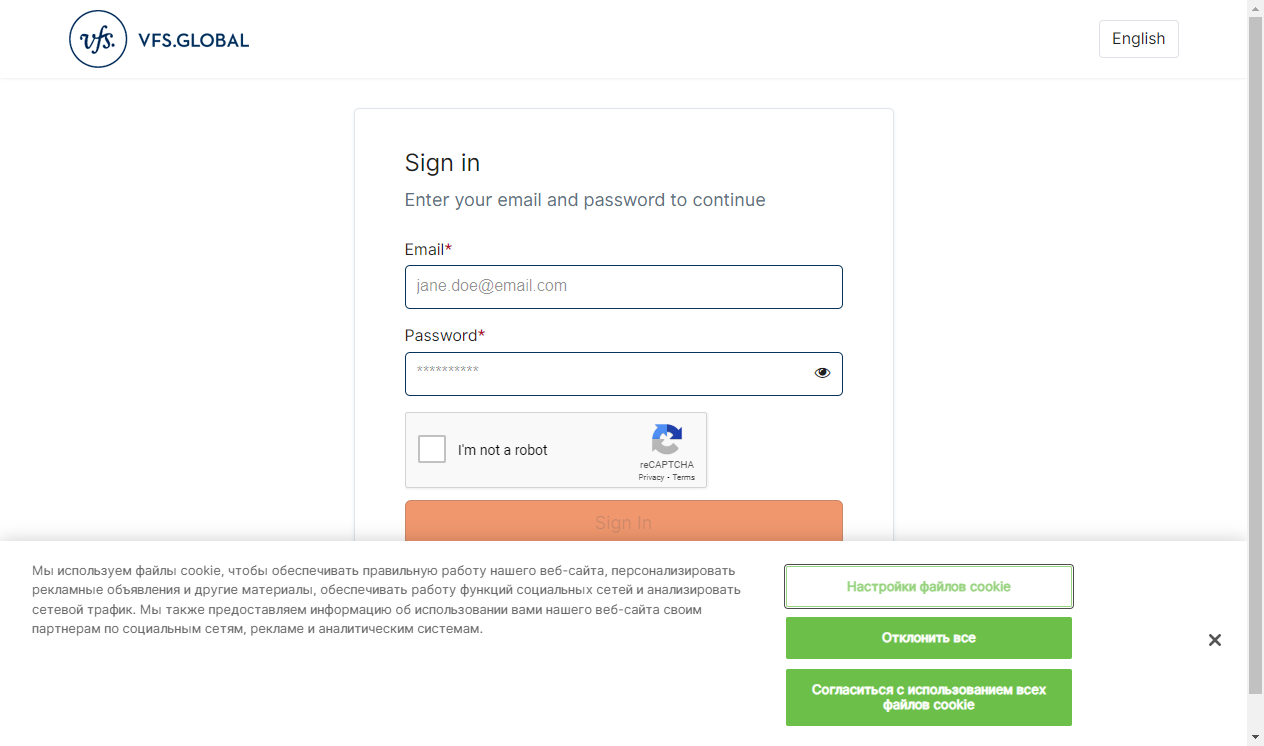 vfs. VFS.GLOBAL
English
Sign in
Enter your email and password to continue
Email*
jane.doe@email.com
Password*
**********
I'm not a robot
reCAPTCHA
Privacy - Terms
Sign In
Мы используем файлы cookie, чтобы обеспечивать правильную работу нашего веб-сайта, персонализировать
рекламные объявления и другие материалы, обеспечивать работу функций социальных сетей и анализировать
сетевой трафик. Мы также предоставляем информацию об использовании вами нашего веб-сайта своим
партнерам по социальным сетям, рекламе и аналитическим системам.
Настройки файлов cookie
Отклонить все
Согласиться с использованием всех
файлов cookie